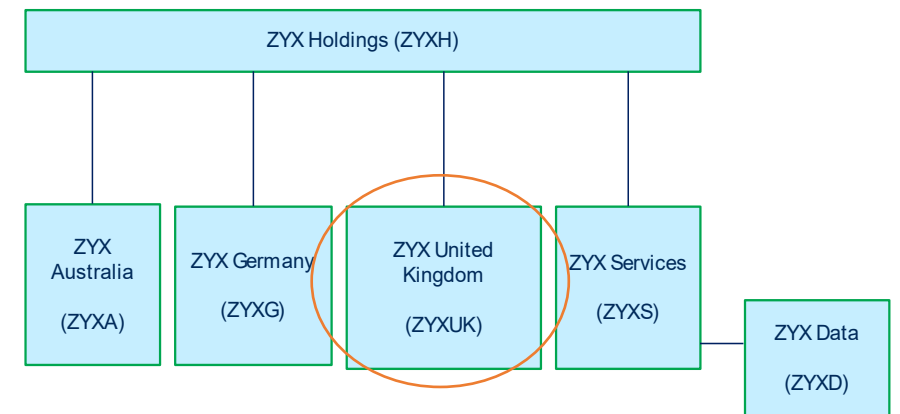 ZYX Holdings (ZYXH)
ZYX
Australia
(ZYXA)
ZYX Germany
(ZYXG)
ZYX United
Kingdom
(ZYXUK)
ZYX Services
(ZYXS)
ZYX Data
(ZYXD)